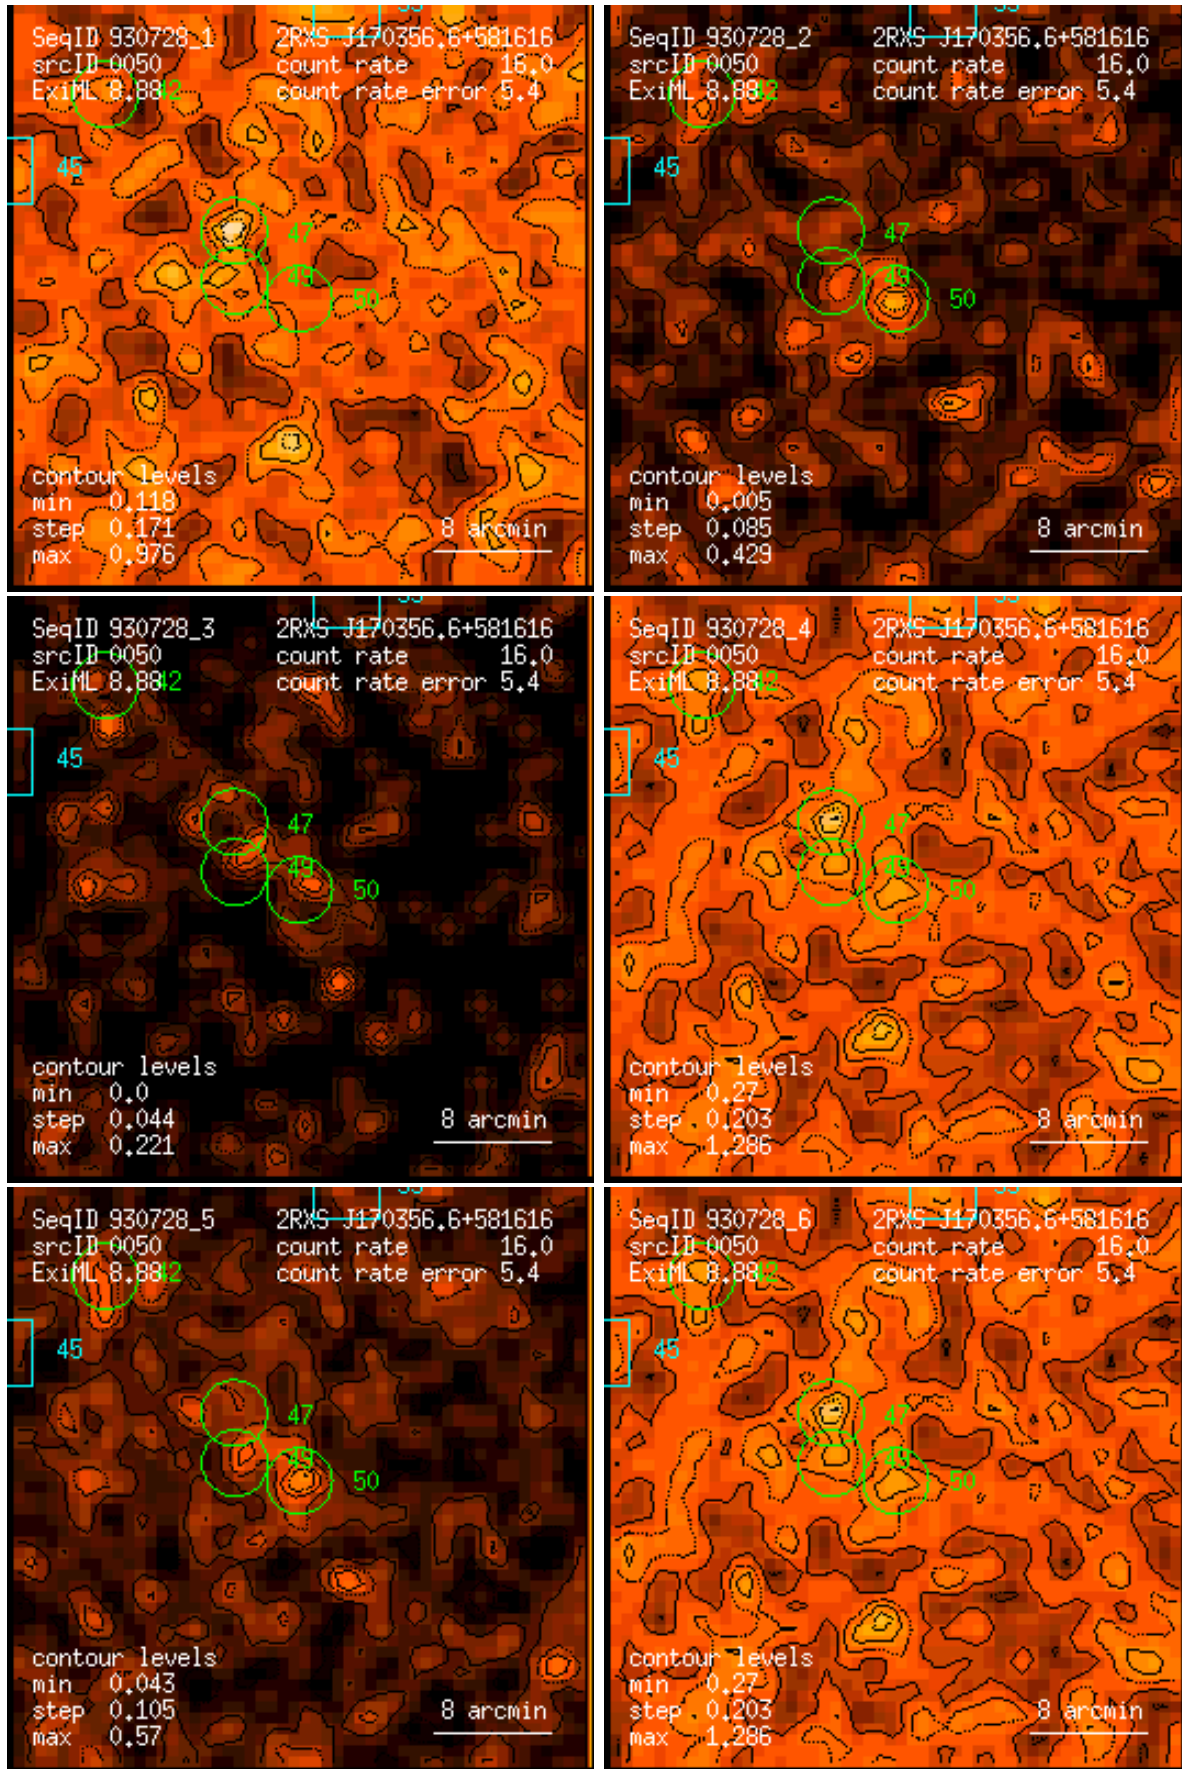 SeqID 930728_1 2RXS J170356.6+581616
srcID 0050 count rate 16.0
ExiML 8.88 42 count rate error 5.4
45
47
49
50
contour levels
min 0.118
step 0.171
max 0.976
8 arcmin
SeqID 930728_2 2RXS J170356.6+581616
srcID 0050 count rate 16.0
ExiML 8.88 42 count rate error 5.4
45
47
49
50
contour levels
min 0.005
step 0.085
max 0.429
8 arcmin
SeqID 930728_3 2RXS J170356.6+581616
srcID 0050 count rate 16.0
ExiML 8.88 42 count rate error 5.4
45
47
49
50
contour levels
min 0.0
step 0.044
max 0.221
8 arcmin
SeqID 930728_4 2RXS J170356.6+581616
srcID 0050 count rate 16.0
ExiML 8.88 42 count rate error 5.4
45
47
49
50
contour levels
min 0.27
step 0.203
max 1.286
8 arcmin
SeqID 930728_5 2RXS J170356.6+581616
srcID 0050 count rate 16.0
ExiML 8.88 42 count rate error 5.4
45
47
49
50
contour levels
min 0.043
step 0.105
max 0.57
8 arcmin
SeqID 930728_6 2RXS J170356.6+581616
srcID 0050 count rate 16.0
ExiML 8.88 42 count rate error 5.4
45
47
49
50
contour levels
min 0.27
step 0.203
max 1.286
8 arcmin